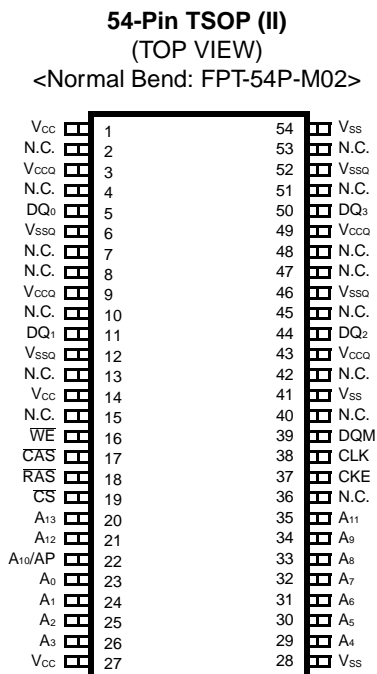 54-Pin TSOP (II)
(TOP VIEW)
<Normal Bend: FPT-54P-M02>
VCC 1 54 VSS
N.C. 2 53 N.C.
VCCQ 3 52 VSSQ
N.C. 4 51 N.C.
DQ0 5 50 DQ3
VSSQ 6 49 VCCQ
N.C. 7 48 N.C.
N.C. 8 47 N.C.
VCCQ 9 46 VSSQ
N.C. 10 45 N.C.
DQ1 11 44 DQ2
VSSQ 12 43 VCCQ
N.C. 13 42 N.C.
VCC 14 41 VSS
N.C. 15 40 N.C.
WE 16 39 DQM
CAS 17 38 CLK
RAS 18 37 CKE
CS 19 36 N.C.
A13 20 35 A11
A12 21 34 A9
A10/AP 22 33 A8
A0 23 32 A7
A1 24 31 A6
A2 25 30 A5
A3 26 29 A4
VCC 27 28 VSS